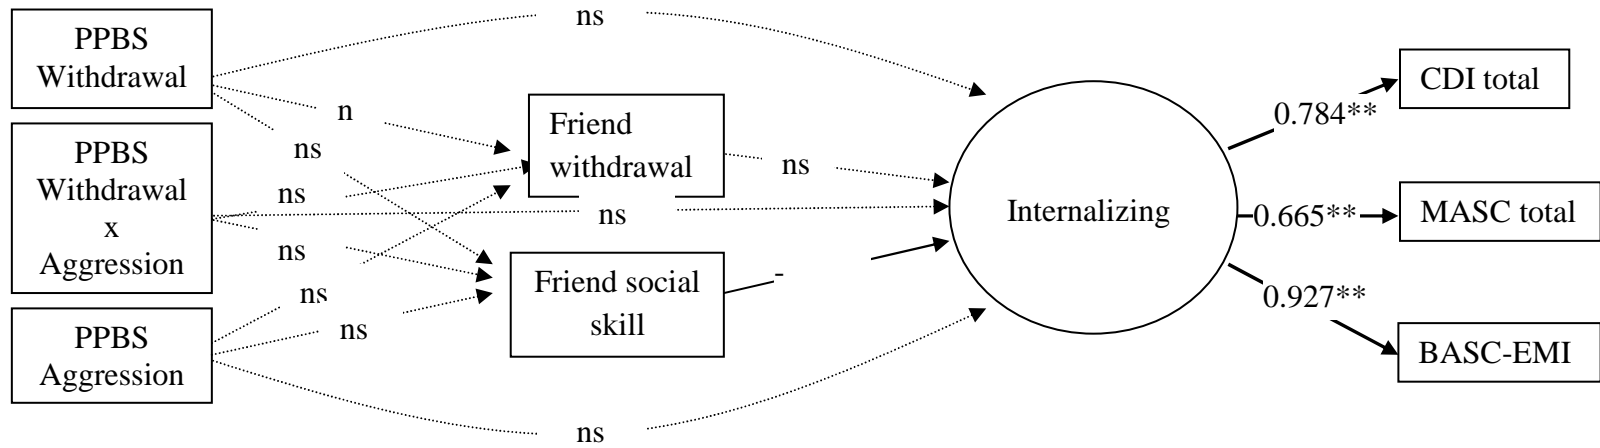 ns
PPBS
Withdrawal
CDI total
0.784**
n
Friend
withdrawal
ns
PPBS
Withdrawal
x
Aggression
ns
ns
ns
Internalizing
0.665**
MASC total
ns
Friend social
skill
-
ns
0.927**
PPBS
Aggression
ns
BASC-EMI
ns